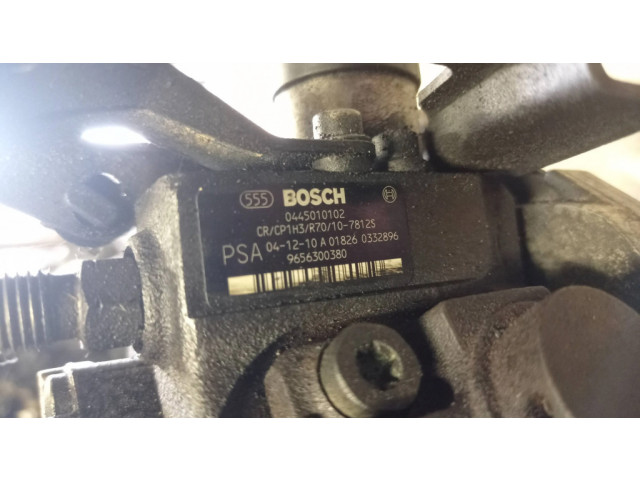 555 BOSCH
0445010102
CR/CP1H3/R70/10-7812S
PSA 04-12-10 A 01826 0332896
9656300380